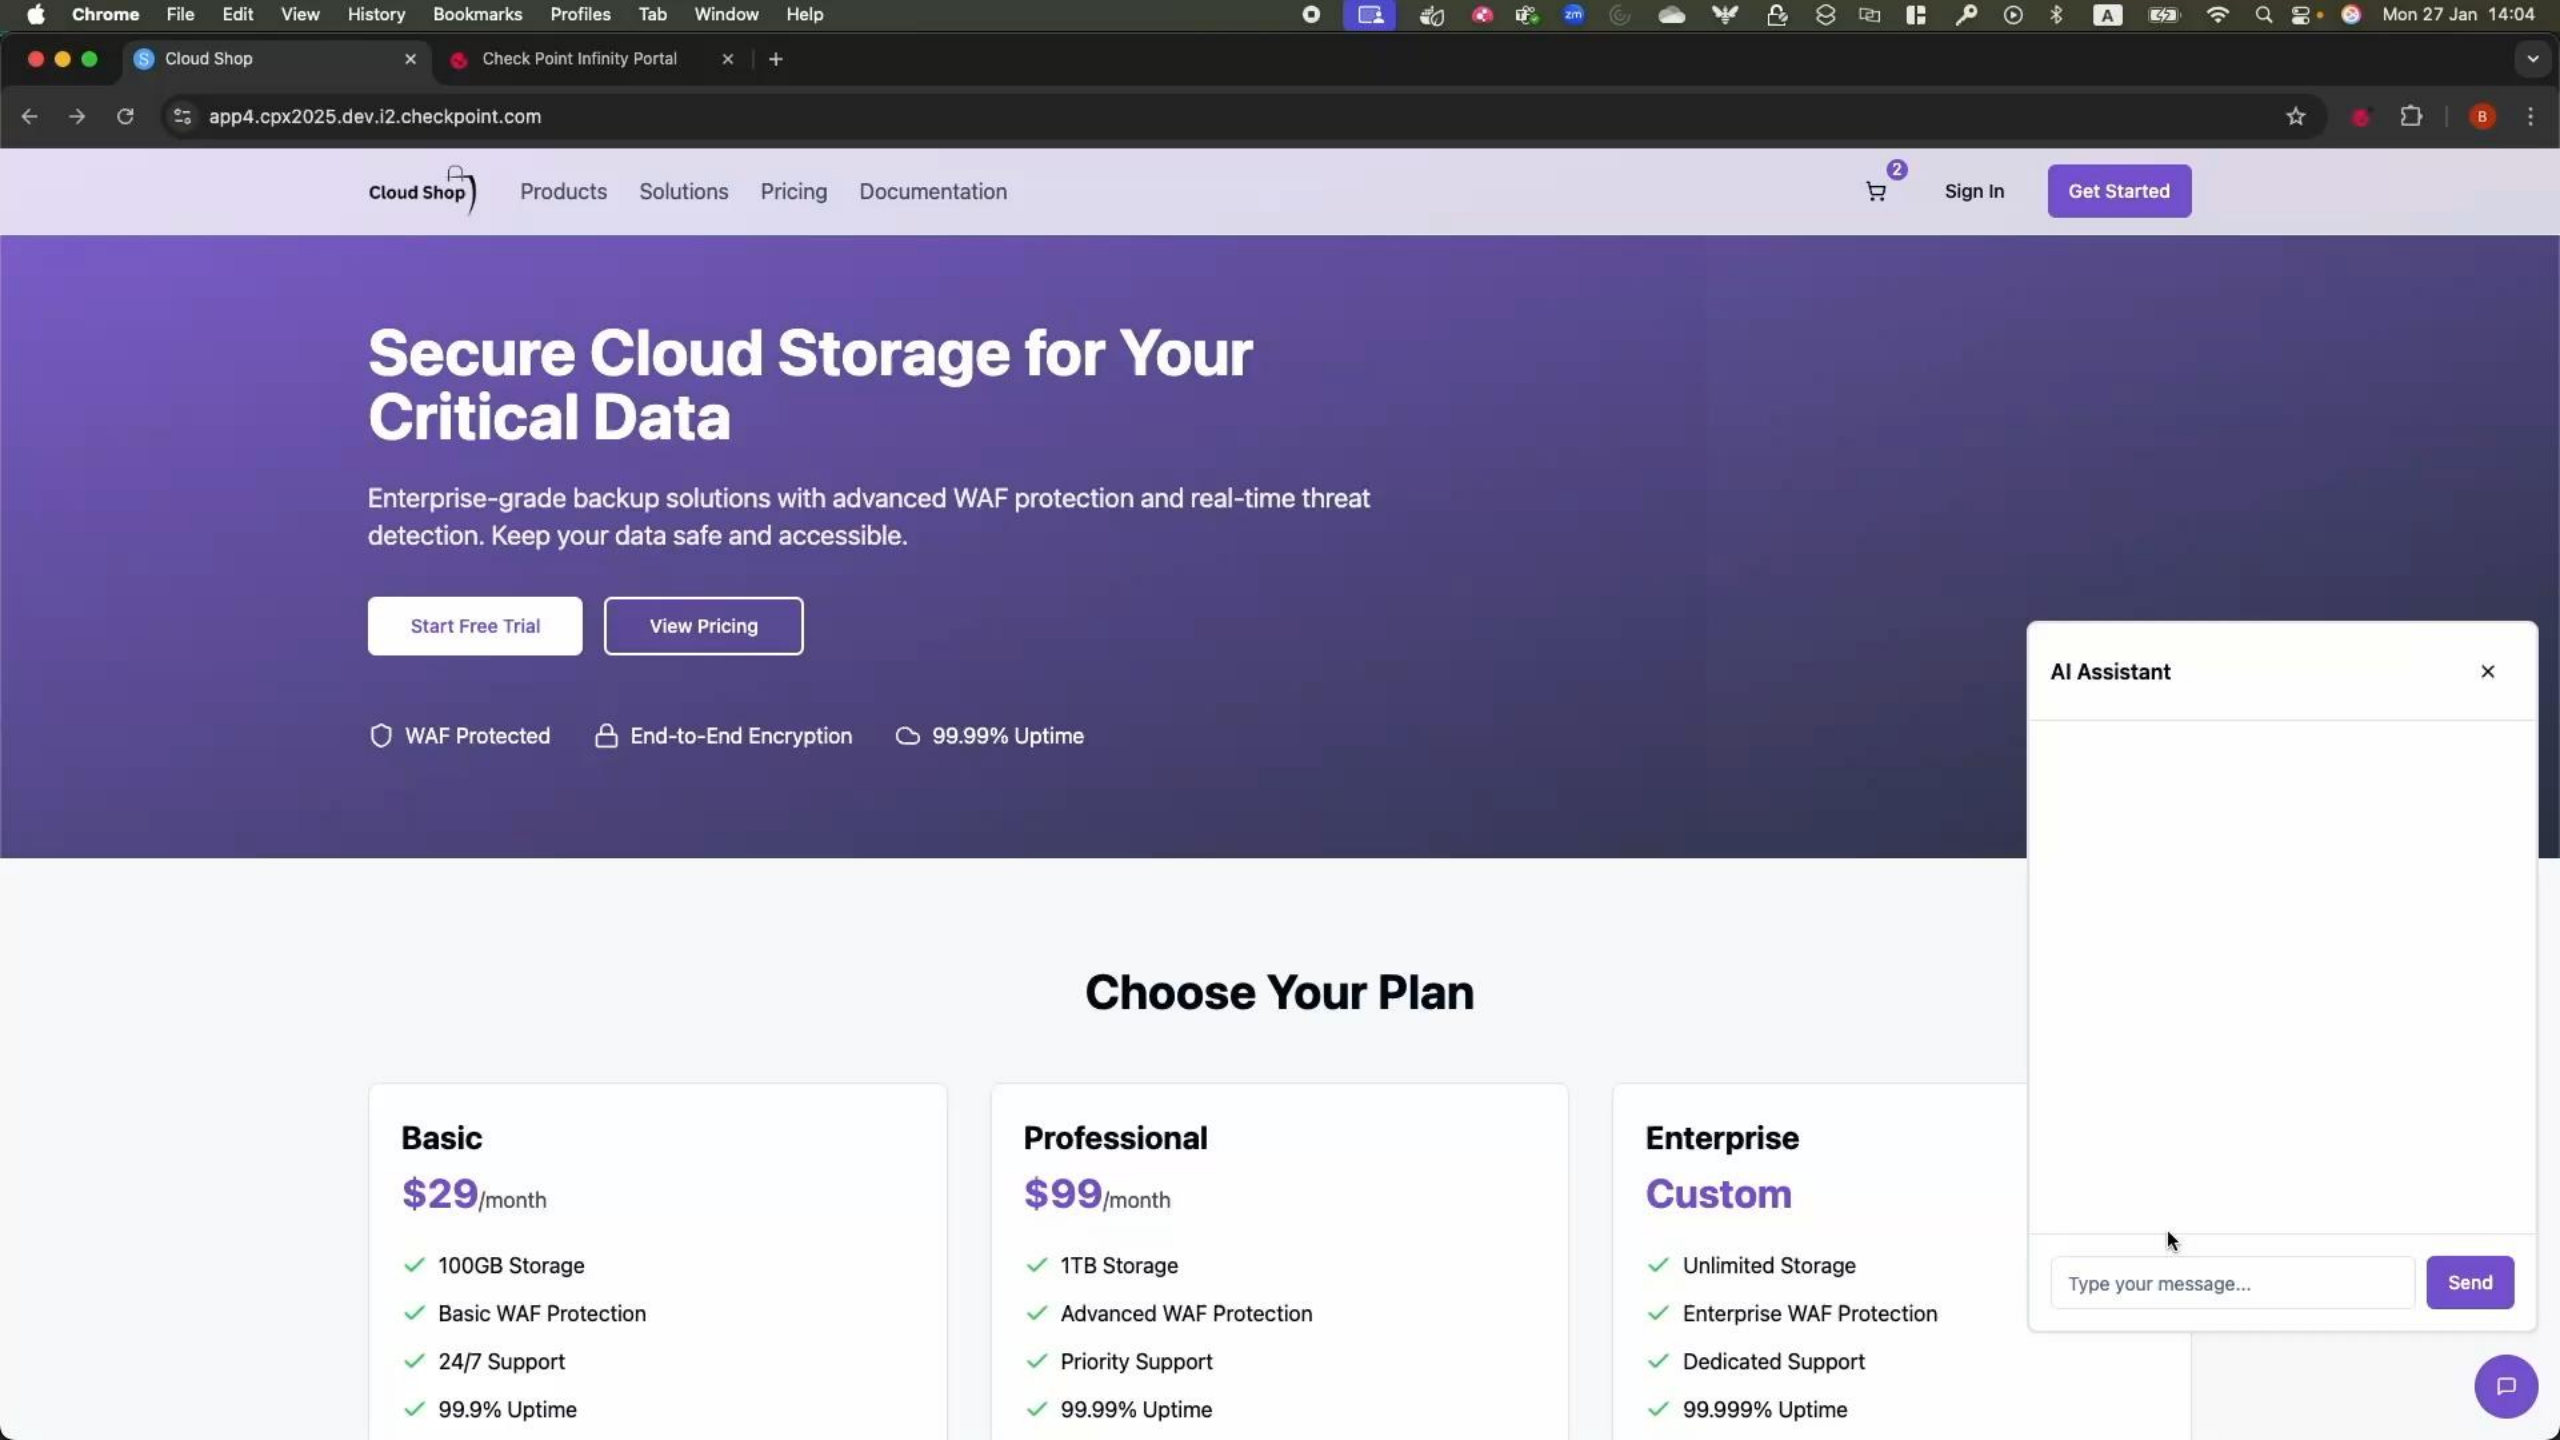 Chrome File Edit View History Bookmarks Profiles Tab Window Help zm A Mon 27 Jan 14:04
S Cloud Shop Check Point Infinity Portal
app4.cpx2025.dev.i2.checkpoint.com B
Cloud Shop Products Solutions Pricing Documentation 2 Sign In Get Started
Secure Cloud Storage for Your
Critical Data
Enterprise-grade backup solutions with advanced WAF protection and real-time threat
detection. Keep your data safe and accessible.
Start Free Trial View Pricing
WAF Protected End-to-End Encryption 99.99% Uptime
AI Assistant
Type your message...
Send
Choose Your Plan
Basic
$29/month
100GB Storage
Basic WAF Protection
24/7 Support
99.9% Uptime
Professional
$99/month
1TB Storage
Advanced WAF Protection
Priority Support
99.99% Uptime
Enterprise
Custom
Unlimited Storage
Enterprise WAF Protection
Dedicated Support
99.999% Uptime